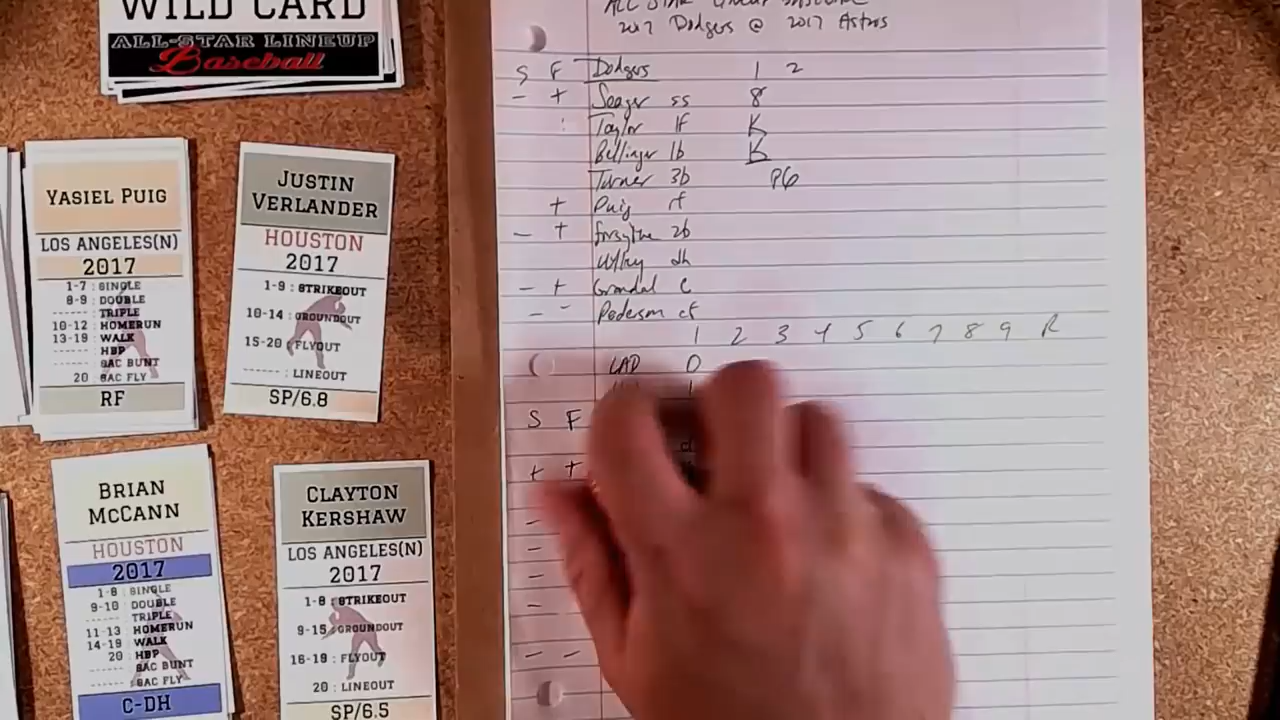 WILD CARD
ALL-STAR LINEUP
Baseball
YASIEL PUIG
LOS ANGELES(N)
2017
1-7 : SINGLE
8-9 : DOUBLE
------ TRIPLE
10-12 : HOMERUN
13-19 : WALK
------ HBP
------ SAC BUNT
20 : SAC FLY
RF
JUSTIN
VERLANDER
HOUSTON
2017
1-9 : STRIKEOUT
10-14 : GROUNDOUT
15-20 : FLYOUT
------ : LINEOUT
SP/6.8
BRIAN
MCCANN
HOUSTON
2017
1-8 : SINGLE
9-10 : DOUBLE
------ TRIPLE
11-13 : HOMERUN
14-19 : WALK
20 : HBP
------ SAC BUNT
------ SAC FLY
C-DH
CLAYTON
KERSHAW
LOS ANGELES(N)
2017
1-8 : STRIKEOUT
9-15 : GROUNDOUT
16-19 : FLYOUT
20 : LINEOUT
SP/6.5
All Star Lineup Baseball
2017 Dodgers @ 2017 Astros
S F Dodgers 1 2
- + Seager ss 8
Taylor lf K
Bellinger 1b K
Turner 3b P6
+ Puig rf
- + Forsythe 2b
Utley dh
- + Grandal c
- - Pederson cf
1 2 3 4 5 6 7 8 9 R
LAD 0
S F
+ +
-
-
-
-
- -